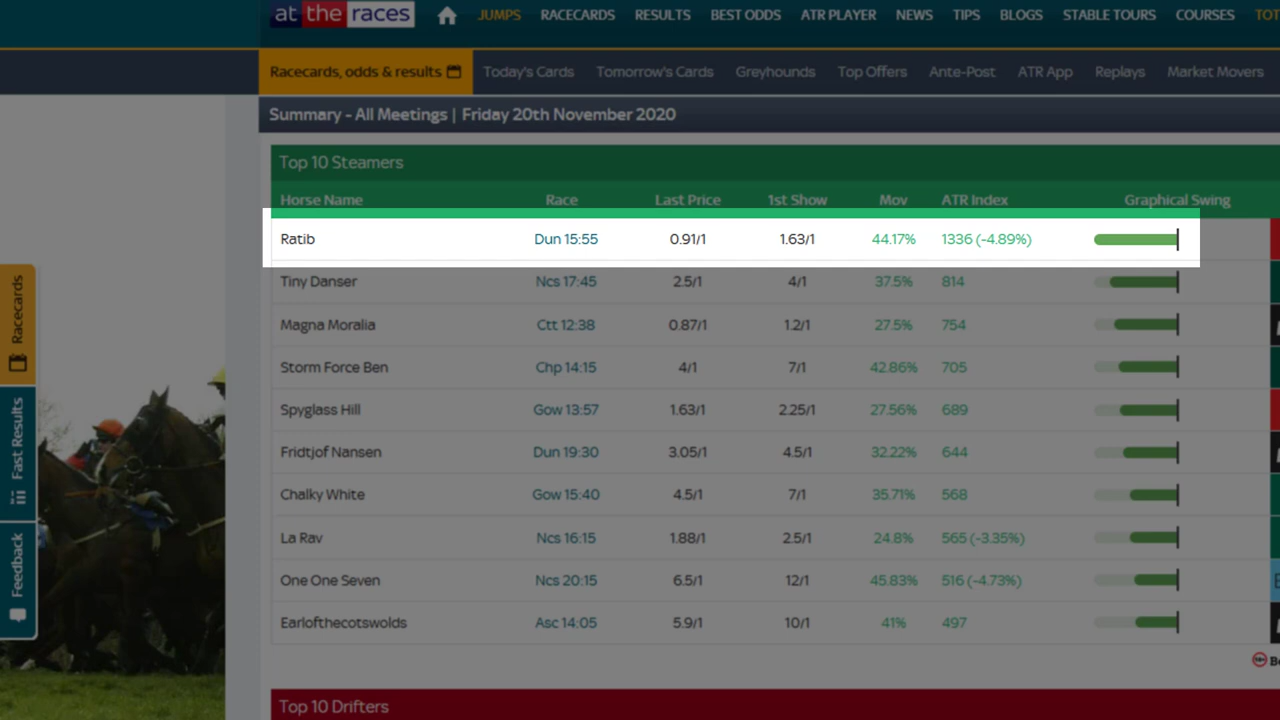 at the races JUMPS RACECARDS RESULTS BEST ODDS ATR PLAYER NEWS TIPS BLOGS STABLE TOURS COURSES
Racecards, odds & results Today's Cards Tomorrow's Cards Greyhounds Top Offers Ante-Post ATR App Replays Market Movers
Summary - All Meetings | Friday 20th November 2020
Top 10 Steamers
Horse Name Race Last Price 1st Show Mov ATR Index Graphical Swing
Ratib Dun 15:55 0.91/1 1.63/1 44.17% 1336 (-4.89%)
Tiny Danser Ncs 17:45 2.5/1 4/1 37.5% 814
Magna Moralia Ctt 12:38 0.87/1 1.2/1 27.5% 754
Storm Force Ben Chp 14:15 4/1 7/1 42.86% 705
Spyglass Hill Gow 13:57 1.63/1 2.25/1 27.56% 689
Fridtjof Nansen Dun 19:30 3.05/1 4.5/1 32.22% 644
Chalky White Gow 15:40 4.5/1 7/1 35.71% 568
La Rav Ncs 16:15 1.88/1 2.5/1 24.8% 565 (-3.35%)
One One Seven Ncs 20:15 6.5/1 12/1 45.83% 516 (-4.73%)
Earlofthecotswolds Asc 14:05 5.9/1 10/1 41% 497
Top 10 Drifters
Racecards
Fast Results
Feedback